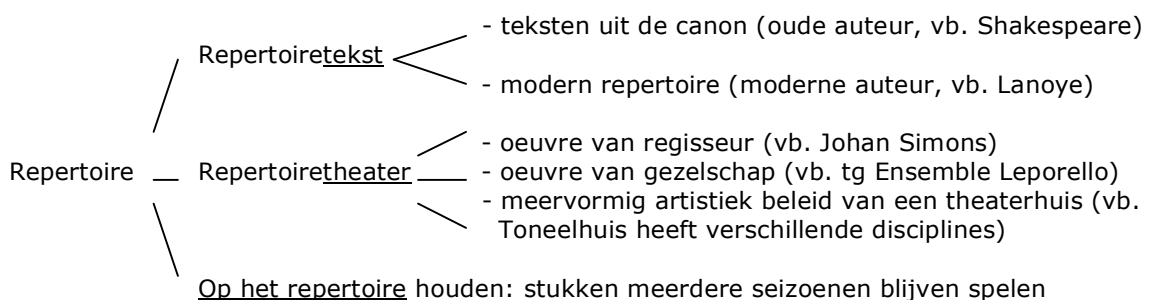 - teksten uit de canon (oude auteur, vb. Shakespeare)
Repertoiretekst
- modern repertoire (moderne auteur, vb. Lanoye)
- oeuvre van regisseur (vb. Johan Simons)
Repertoire
Repertoiretheater
- oeuvre van gezelschap (vb. tg Ensemble Leporello)
- meervormig artistiek beleid van een theaterhuis (vb.
Toneelhuis heeft verschillende disciplines)
Op het repertoire houden: stukken meerdere seizoenen blijven spelen